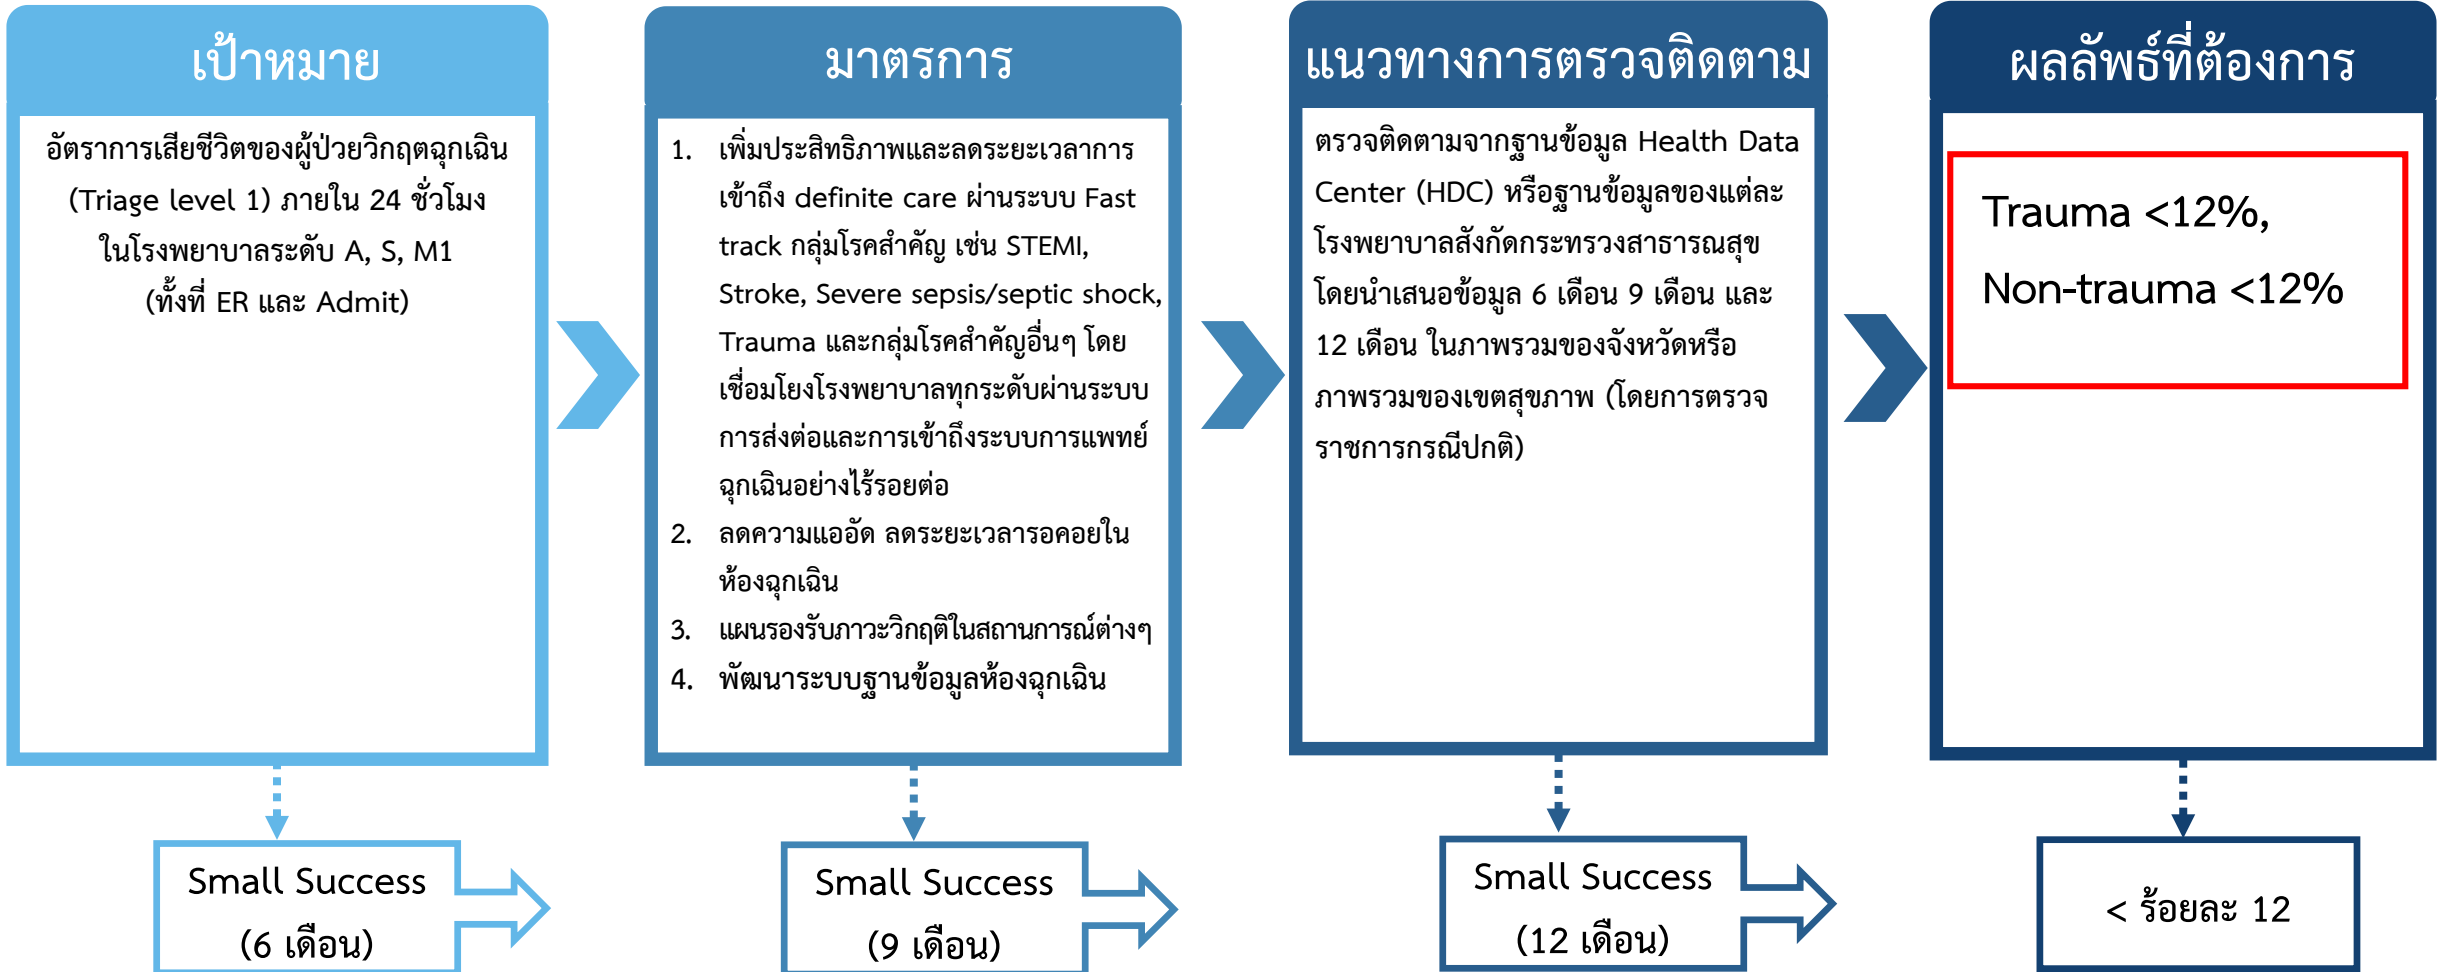 เป้าหมาย
อัตราการเสียชีวิตของผู้ป่วยวิกฤตฉุกเฉิน
(Triage level 1) ภายใน 24 ชั่วโมง
ในโรงพยาบาลระดับ A, S, M1
(ทั้งที่ ER และ Admit)
มาตรการ
1. เพิ่มประสิทธิภาพและลดระยะเวลาการ
เข้าถึง definite care ผ่านระบบ Fast
track กลุ่มโรคสำคัญ เช่น STEMI,
Stroke, Severe sepsis/septic shock,
Trauma และกลุ่มโรคสำคัญอื่นๆ โดย
เชื่อมโยงโรงพยาบาลทุกระดับผ่านระบบ
การส่งต่อและการเข้าถึงระบบการแพทย์
ฉุกเฉินอย่างไร้รอยต่อ
2. ลดความแออัด ลดระยะเวลารอคอยใน
ห้องฉุกเฉิน
3. แผนรองรับภาวะวิกฤติในสถานการณ์ต่างๆ
4. พัฒนาระบบฐานข้อมูลห้องฉุกเฉิน
แนวทางการตรวจติดตาม
ตรวจติดตามจากฐานข้อมูล Health Data
Center (HDC) หรือฐานข้อมูลของแต่ละ
โรงพยาบาลสังกัดกระทรวงสาธารณสุข
โดยนำเสนอข้อมูล 6 เดือน 9 เดือน และ
12 เดือน ในภาพรวมของจังหวัดหรือ
ภาพรวมของเขตสุขภาพ (โดยการตรวจ
ราชการกรณีปกติ)
ผลลัพธ์ที่ต้องการ
Trauma <12%,
Non-trauma <12%
Small Success
(6 เดือน)
Small Success
(9 เดือน)
Small Success
(12 เดือน)
< ร้อยละ 12